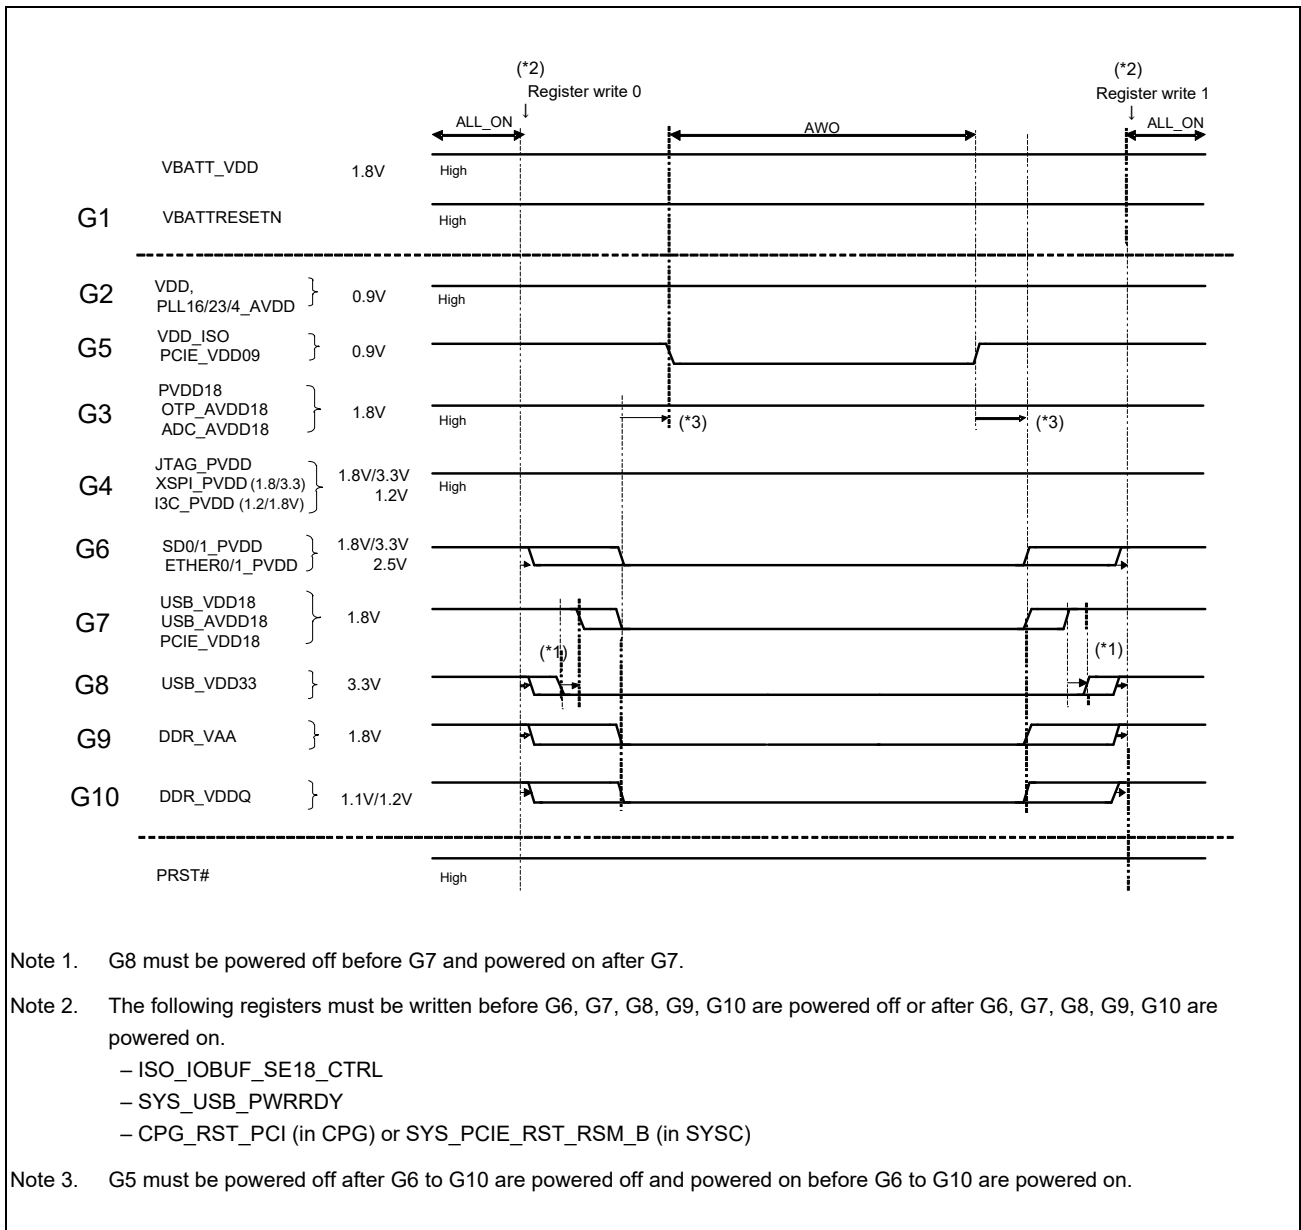 (*2)
Register write 0
↓
(*2)
Register write 1
↓
ALL_ON
AWO
ALL_ON
VBATT_VDD 1.8V High
G1 VBATTRESETN High
G2 VDD,
PLL16/23/4_AVDD } 0.9V High
G5 VDD_ISO
PCIE_VDD09 } 0.9V
G3 PVDD18
OTP_AVDD18 } 1.8V High (*3) (*3)
ADC_AVDD18
G4 JTAG_PVDD
XSPI_PVDD (1.8/3.3) } 1.8V/3.3V High
I3C_PVDD (1.2/1.8V) 1.2V
G6 SD0/1_PVDD } 1.8V/3.3V
ETHER0/1_PVDD 2.5V
G7 USB_VDD18
USB_AVDD18 } 1.8V
PCIE_VDD18
(*1) (*1)
G8 USB_VDD33 } 3.3V
G9 DDR_VAA } 1.8V
G10 DDR_VDDQ } 1.1V/1.2V
PRST# High
Note 1. G8 must be powered off before G7 and powered on after G7.
Note 2. The following registers must be written before G6, G7, G8, G9, G10 are powered off or after G6, G7, G8, G9, G10 are
powered on.
– ISO_IOBUF_SE18_CTRL
– SYS_USB_PWRRDY
– CPG_RST_PCI (in CPG) or SYS_PCIE_RST_RSM_B (in SYSC)
Note 3. G5 must be powered off after G6 to G10 are powered off and powered on before G6 to G10 are powered on.